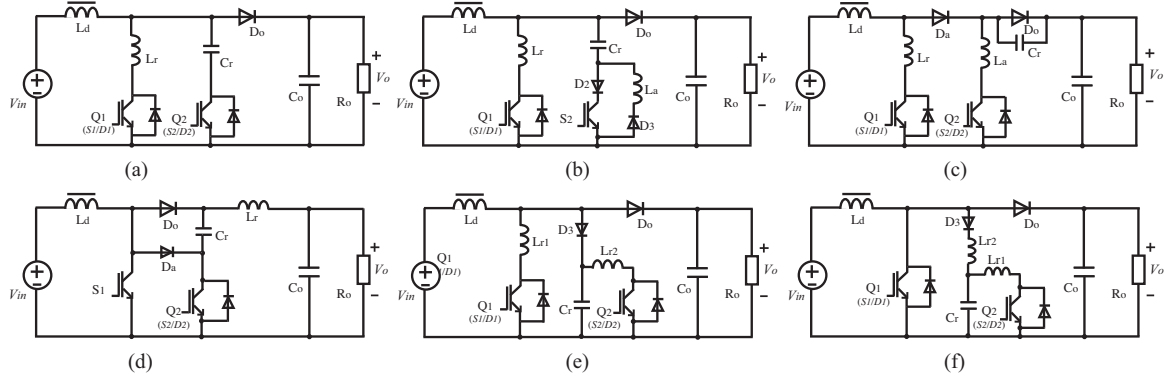 Ld
Do
Lr
Cr
Co
Ro
+
Vo
−
Vin
Q1
(S1/D1)
Q2
(S2/D2)
(a)
Ld
Do
Lr
Cr
D2
La
Co
Ro
+
Vo
−
Vin
Q1
(S1/D1)
S2
D3
(b)
Ld
Da
Do
Cr
Lr
La
Co
Ro
+
Vo
−
Vin
Q1
(S1/D1)
Q2
(S2/D2)
(c)
Ld
Do
Lr
Cr
Da
Co
Ro
+
Vo
−
Vin
S1
Q2
(S2/D2)
(d)
Ld
Do
D3
Lr1
Lr2
Q1
/D1)
Co
Ro
+
Vo
−
Vin
Q1
(S1/D1)
Cr
Q2
(S2/D2)
(e)
Ld
Do
D3
Lr2
Lr1
Co
Ro
+
Vo
−
Vin
Q1
(S1/D1)
Cr
Q2
(S2/D2)
(f)